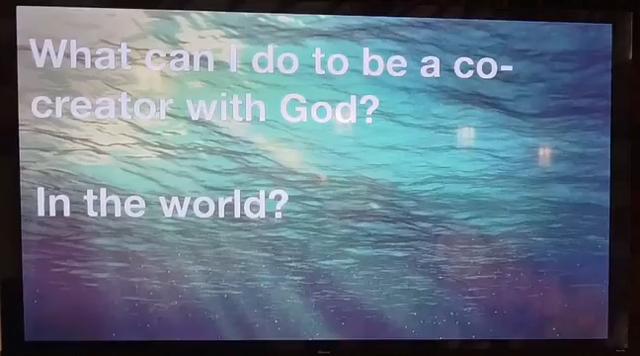 What can I do to be a co-
creator with God?
In the world?